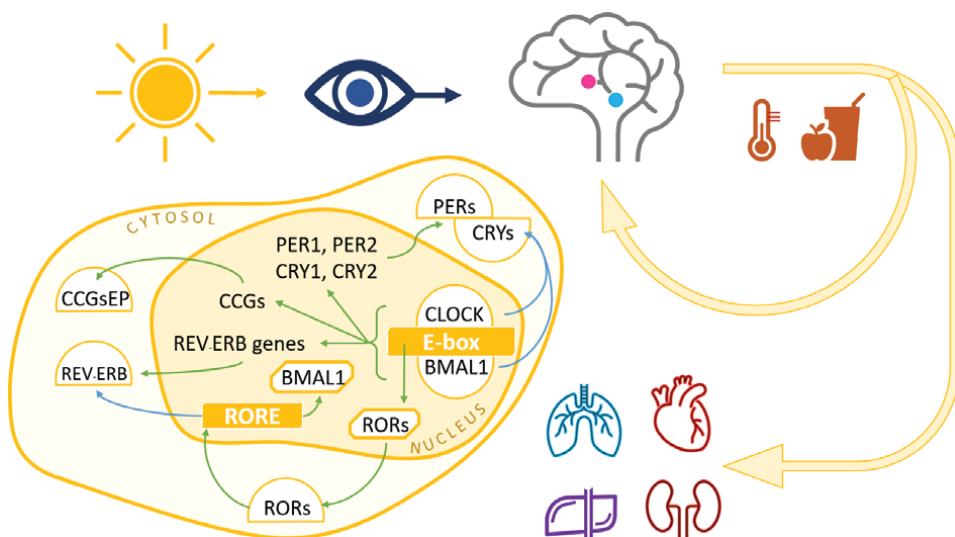 CYTOSOL
PERs
CRYs
PER1, PER2
CRY1, CRY2
CCGsEP
CCGs
CLOCK
E-box
BMAL1
REV.ERB genes
REV.ERB
BMAL1
RORE
RORs
NUCLEUS
RORs